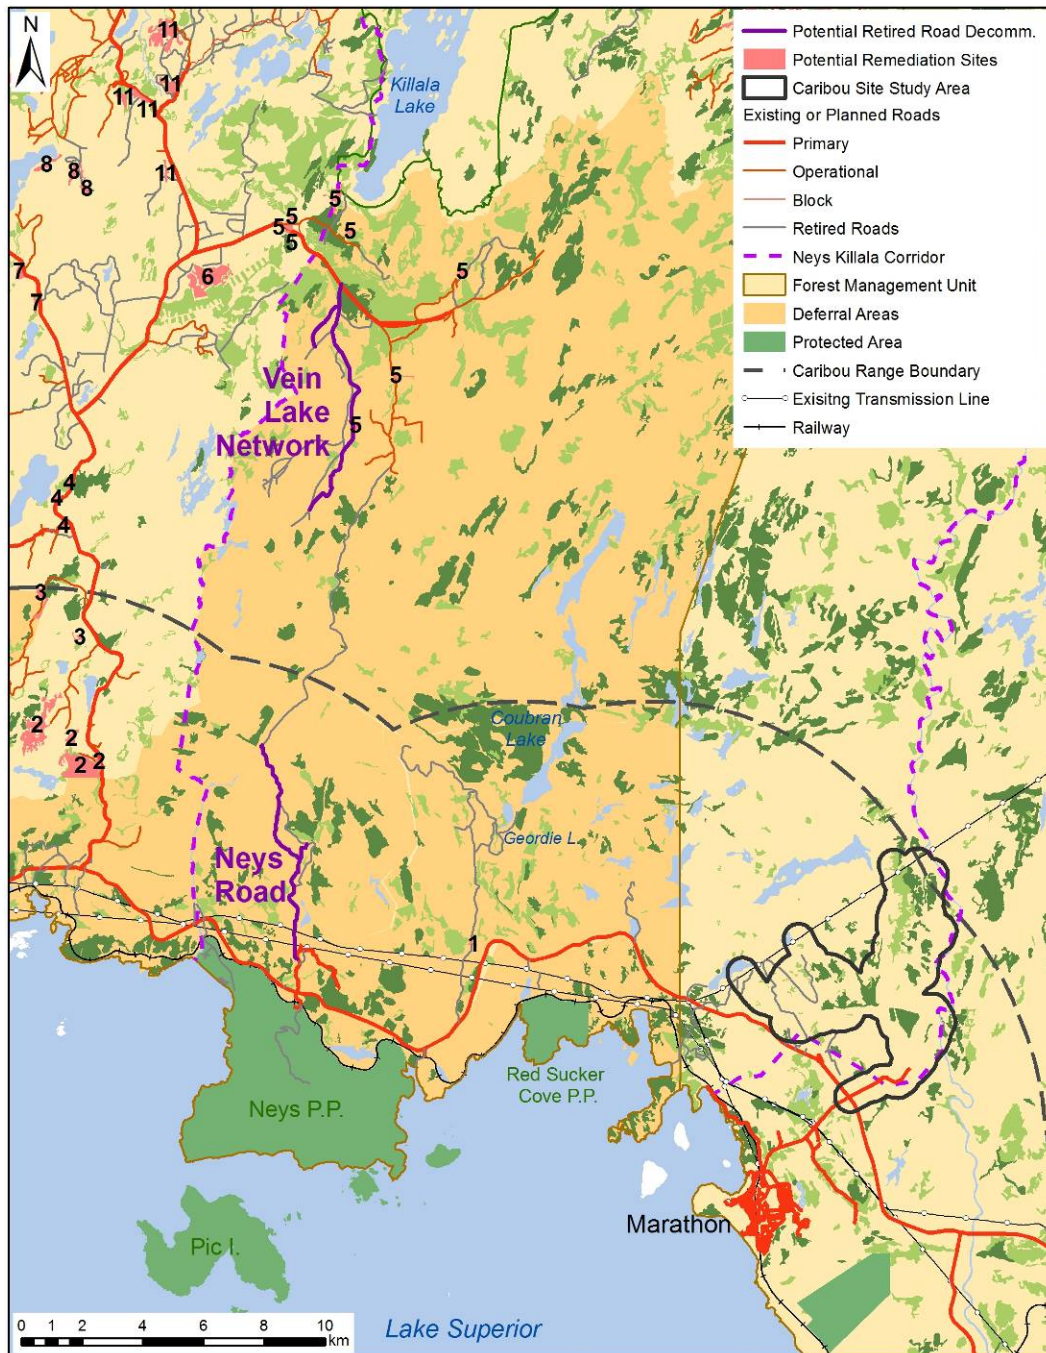 N
Killala
Lake
Potential Retired Road Decomm.
Potential Remediation Sites
Caribou Site Study Area
Existing or Planned Roads
Primary
Operational
Block
Retired Roads
Neys Killala Corridor
Forest Management Unit
Deferral Areas
Protected Area
Caribou Range Boundary
Exisitng Transmission Line
Railway
11
11
11
11
11
8
8
8
5
5
5
5
5
5
6
7
7
5
5
Vein
Lake
Network
4
4
4
3
3
2
2
2
2
Coubran
Lake
Geordie L.
Neys
Road
1
Red Sucker
Cove P.P.
Neys P.P.
Pic I.
Marathon
Lake Superior
0 1 2 4 6 8 10
km